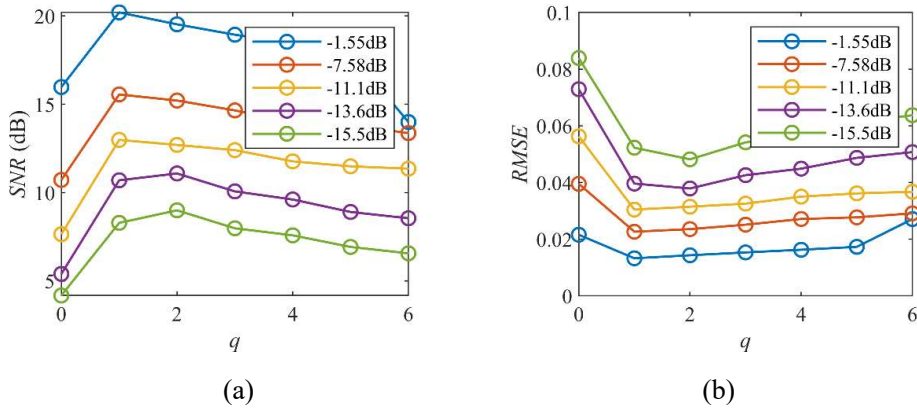 20
15
10
5
SNR (dB)
0 2 4 6
q
-1.55dB
-7.58dB
-11.1dB
-13.6dB
-15.5dB
(a)
0.1
0.08
0.06
0.04
0.02
0
RMSE
0 2 4 6
q
-1.55dB
-7.58dB
-11.1dB
-13.6dB
-15.5dB
(b)